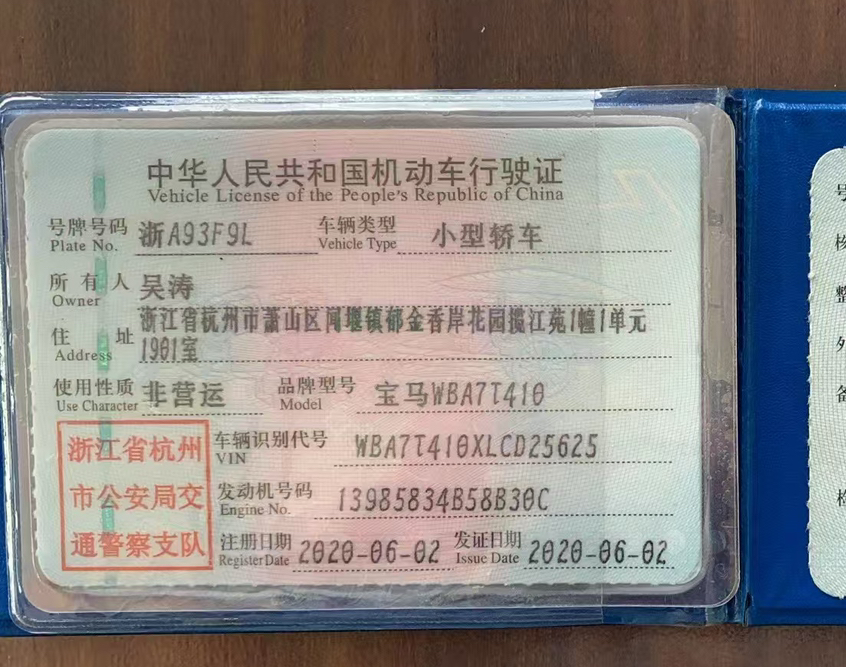 中华人民共和国机动车行驶证
Vehicle License of the People's Republic of China
号牌号码 浙A93F9L 车辆类型 小型轿车
Plate No. Vehicle Type
所有人 吴涛
Owner
住址 浙江省杭州市萧山区闻堰镇郁金香岸花园揽江苑1幢1单元
Address 1901室
使用性质 非营运 品牌型号 宝马WBA7T410
Use Character Model
浙江省杭州
市公安局交
通警察支队
车辆识别代号 WBA7T410XLCD25625
VIN
发动机号码 13985834B58B30C
Engine No.
注册日期 2020-06-02 发证日期 2020-06-02
Register Date Issue Date
号
核
整
外
备
检